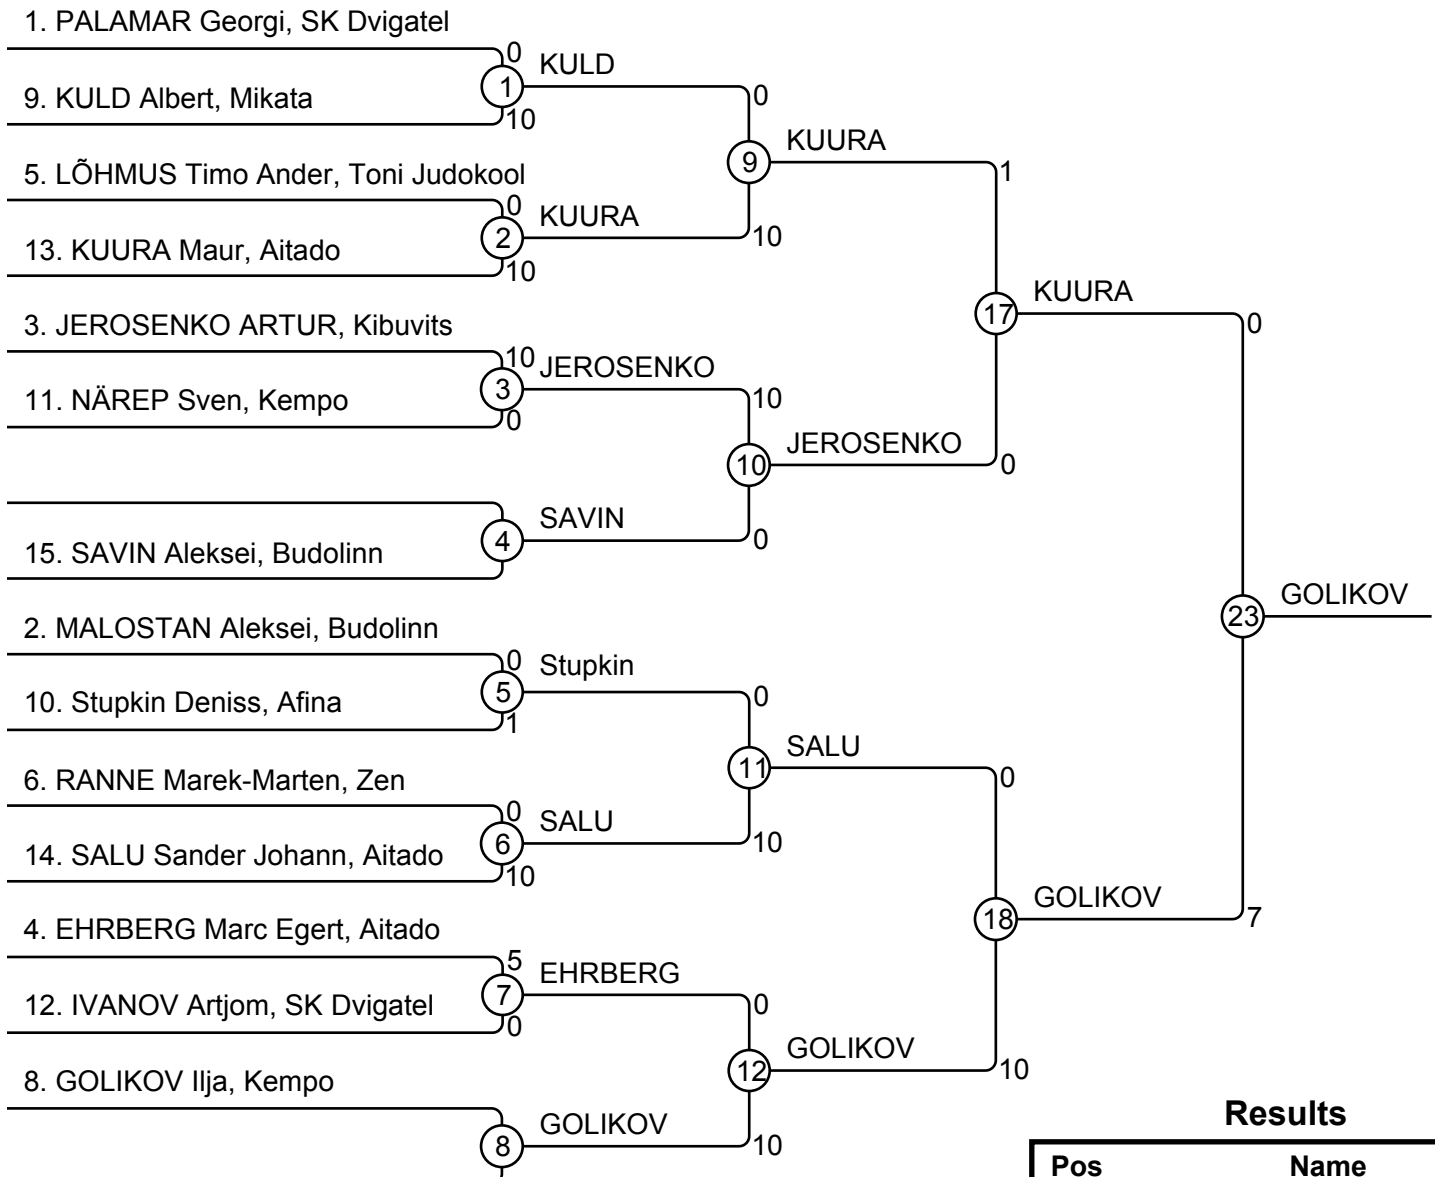 1. PALAMAR Georgi, SK Dvigatel
0
KULD
1
0
9. KULD Albert, Mikata
10
KUURA
9
1
5. LÕHMUS Timo Ander, Toni Judokool
0
KUURA
2
10
13. KUURA Maur, Aitado
10
KUURA
17
0
3. JEROSENKO ARTUR, Kibuvits
10
JEROSENKO
3
10
11. NÄREP Sven, Kempo
0
JEROSENKO
10
0
SAVIN
4
0
15. SAVIN Aleksei, Budolinn
GOLIKOV
23
2. MALOSTAN Aleksei, Budolinn
0
Stupkin
5
0
10. Stupkin Deniss, Afina
1
SALU
11
0
6. RANNE Marek-Marten, Zen
0
SALU
6
10
14. SALU Sander Johann, Aitado
10
GOLIKOV
18
7
4. EHRBERG Marc Egert, Aitado
5
EHRBERG
7
0
12. IVANOV Artjom, SK Dvigatel
0
GOLIKOV
12
10
8. GOLIKOV Ilja, Kempo
GOLIKOV
8
10
Results
Pos Name